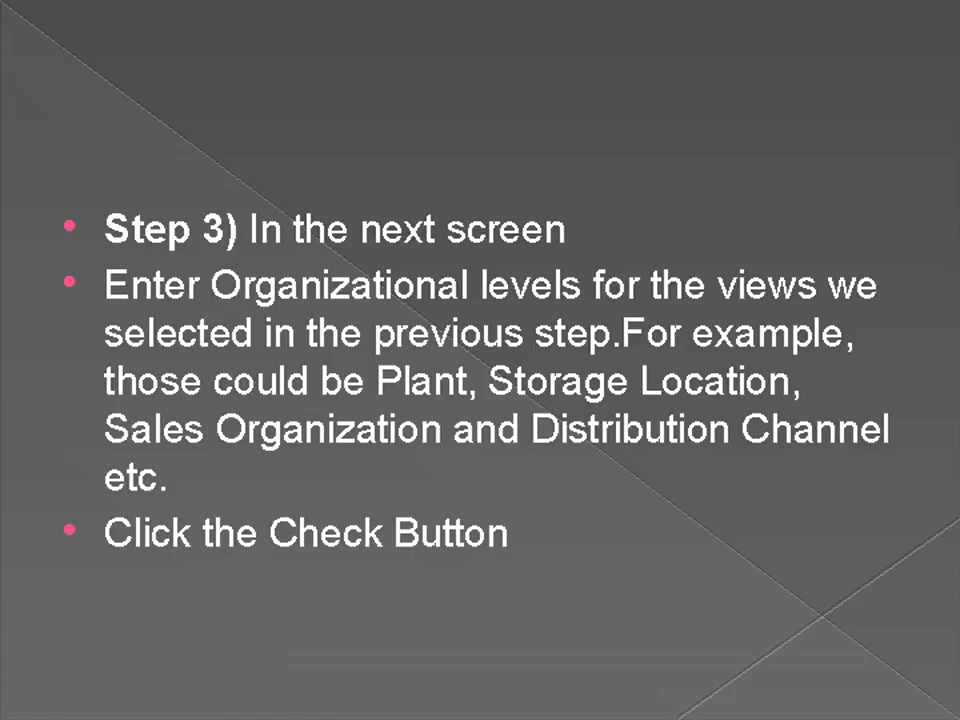 • Step 3) In the next screen
• Enter Organizational levels for the views we
selected in the previous step.For example,
those could be Plant, Storage Location,
Sales Organization and Distribution Channel
etc.
• Click the Check Button